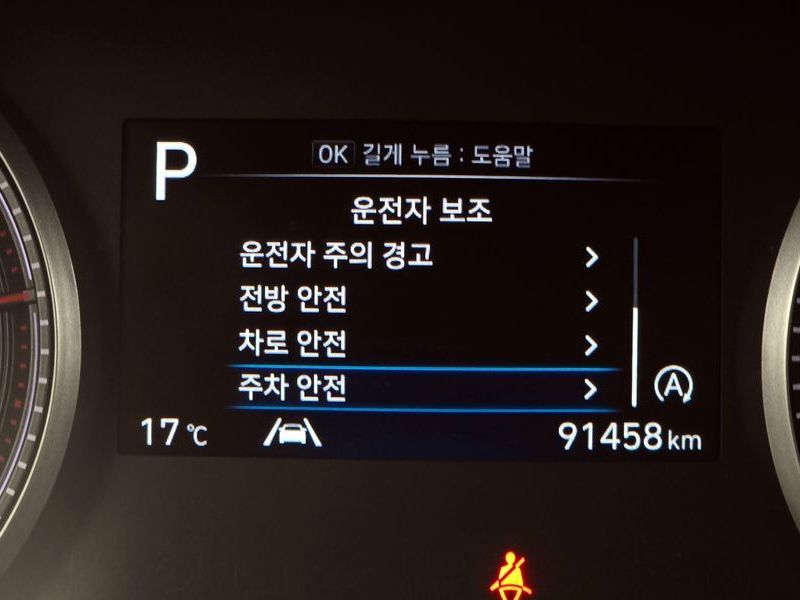 P
OK 길게 누름 : 도움말
운전자 보조
운전자 주의 경고
전방 안전
차로 안전
주차 안전
A
17 ℃
91458 km